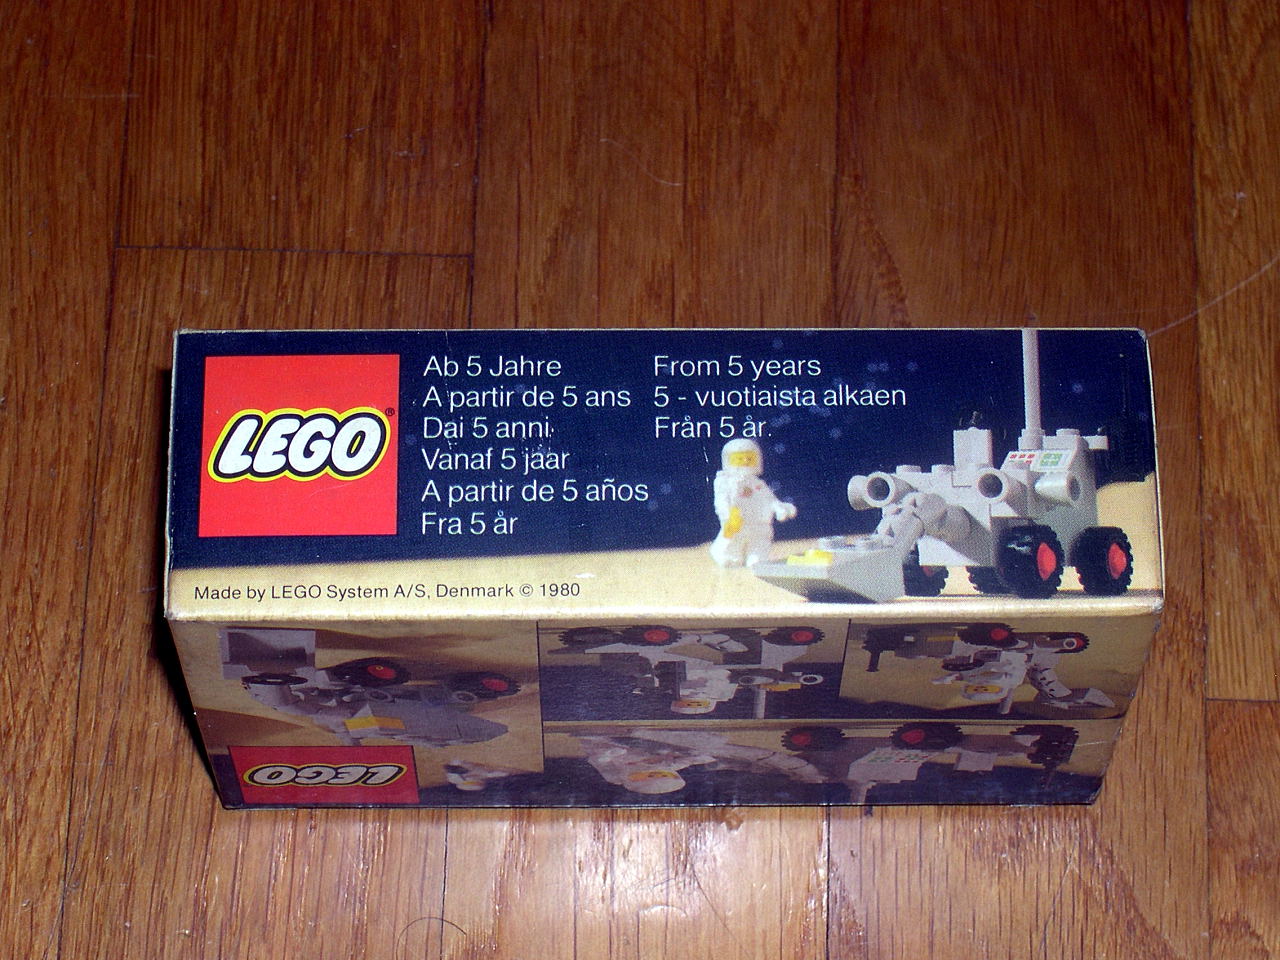 LEGO®
Ab 5 Jahre
A partir de 5 ans
Dai 5 anni
Vanaf 5 jaar
A partir de 5 años
Fra 5 år
From 5 years
5 - vuotiaista alkaen
Från 5 år
Made by LEGO System A/S, Denmark © 1980
LEGO